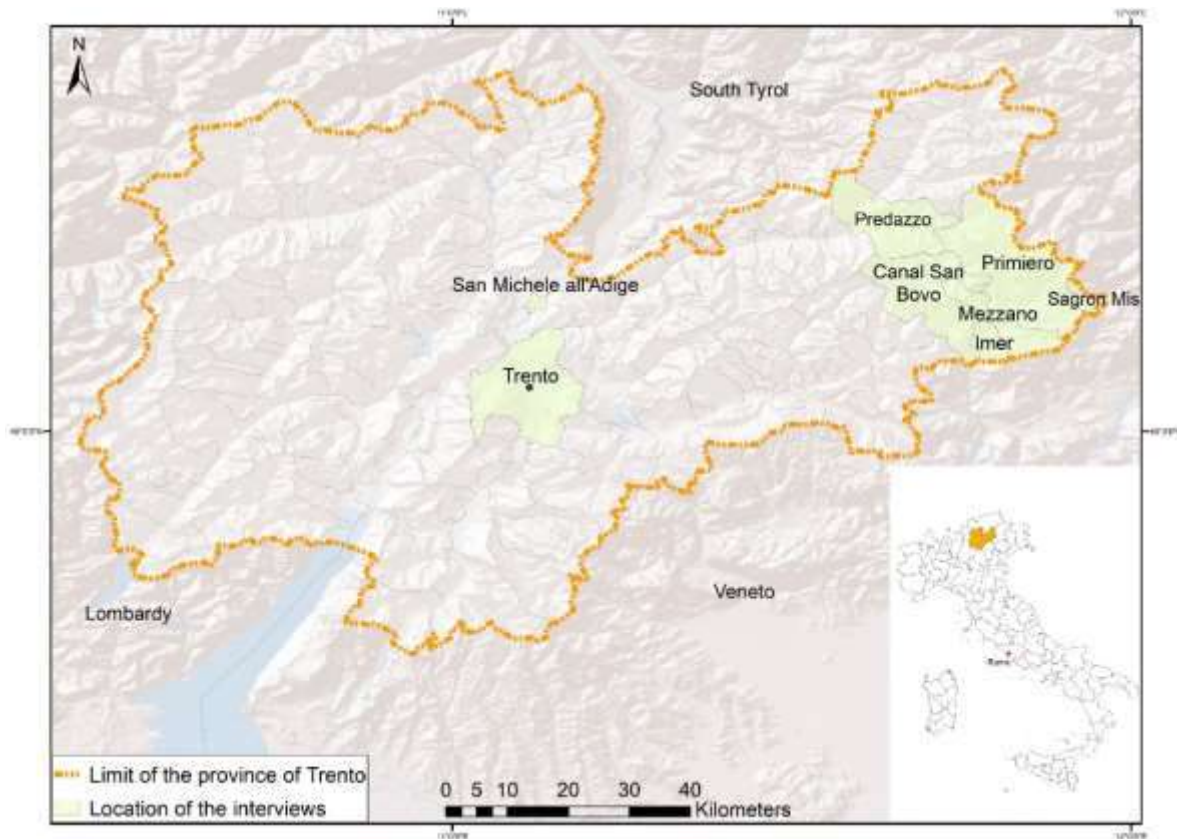 N
South Tyrol
Predazzo
Primiero
San Michele all'Adige
Canal San
Bovo
Sagron Mis
Mezzano
Imer
Trento
Veneto
Lombardy
Rome
Limit of the province of Trento
Location of the interviews
0 5 10 20 30 40
Kilometers